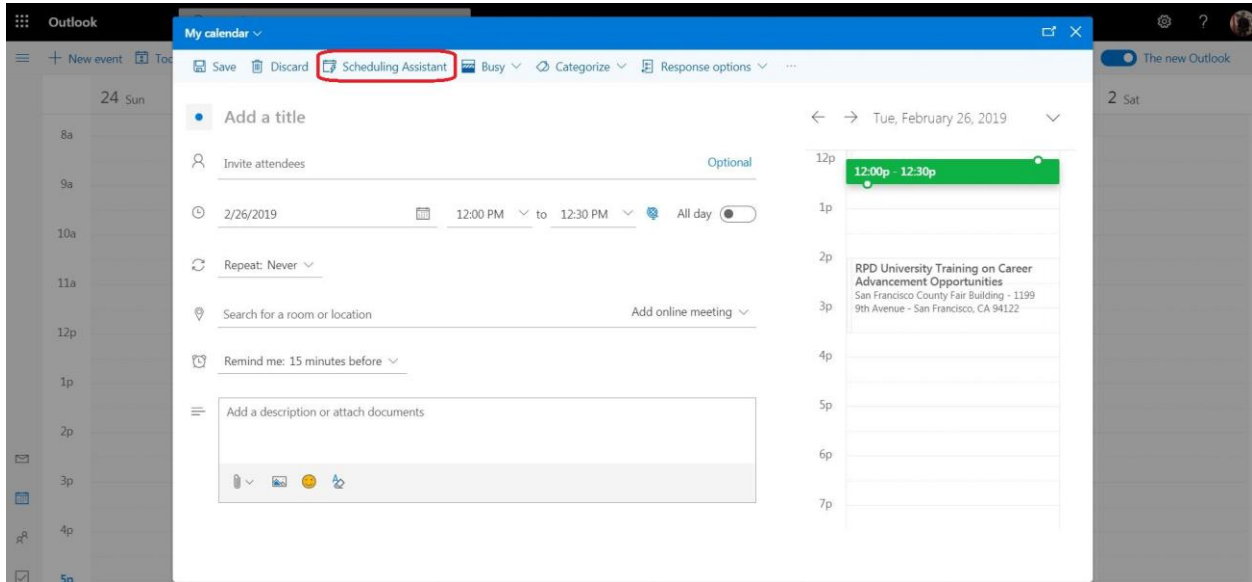 Outlook
My calendar
New event
Save Discard Scheduling Assistant Busy Categorize Response options ...
The new Outlook
24 Sun
2 Sat
Add a title
Tue, February 26, 2019
Invite attendees
Optional
2/26/2019
12:00 PM to 12:30 PM
All day
Repeat: Never
Search for a room or location
Add online meeting
Remind me: 15 minutes before
Add a description or attach documents
8a
9a
10a
11a
12p
1p
2p
3p
4p
5p
12p
12:00p - 12:30p
1p
2p
RPD University Training on Career
Advancement Opportunities
San Francisco County Fair Building - 1199
9th Avenue - San Francisco, CA 94122
3p
4p
5p
6p
7p